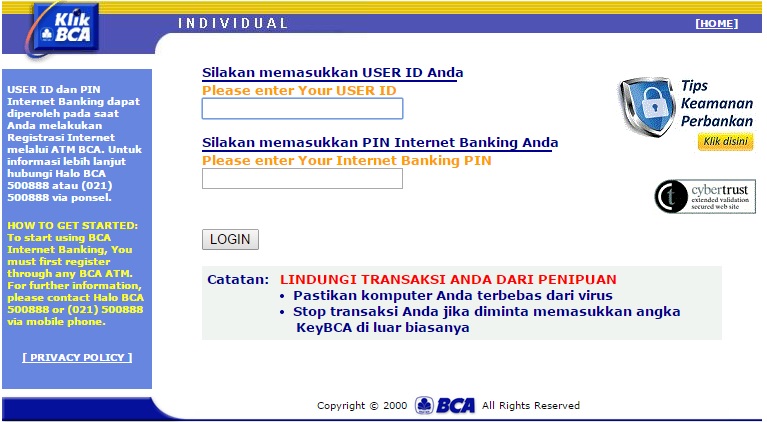 Klik
BCA
INDIVIDUAL
[HOME]
USER ID dan PIN
Internet Banking dapat
diperoleh pada saat
Anda melakukan
Registrasi Internet
melalui ATM BCA. Untuk
informasi lebih lanjut
hubungi Halo BCA
500888 atau (021)
500888 via ponsel.
HOW TO GET STARTED:
To start using BCA
Internet Banking, You
must first register
through any BCA ATM.
For further information,
please contact Halo BCA
500888 or (021) 500888
via mobile phone.
[ PRIVACY POLICY ]
Silakan memasukkan USER ID Anda
Please enter Your USER ID
Silakan memasukkan PIN Internet Banking Anda
Please enter Your Internet Banking PIN
LOGIN
Catatan: LINDUNGI TRANSAKSI ANDA DARI PENIPUAN
• Pastikan komputer Anda terbebas dari virus
• Stop transaksi Anda jika diminta memasukkan angka
KeyBCA di luar biasanya
Tips
Keamanan
Perbankan
Klik disini
cybertrust
extended validation
secured web site
Copyright © 2000 BCA All Rights Reserved